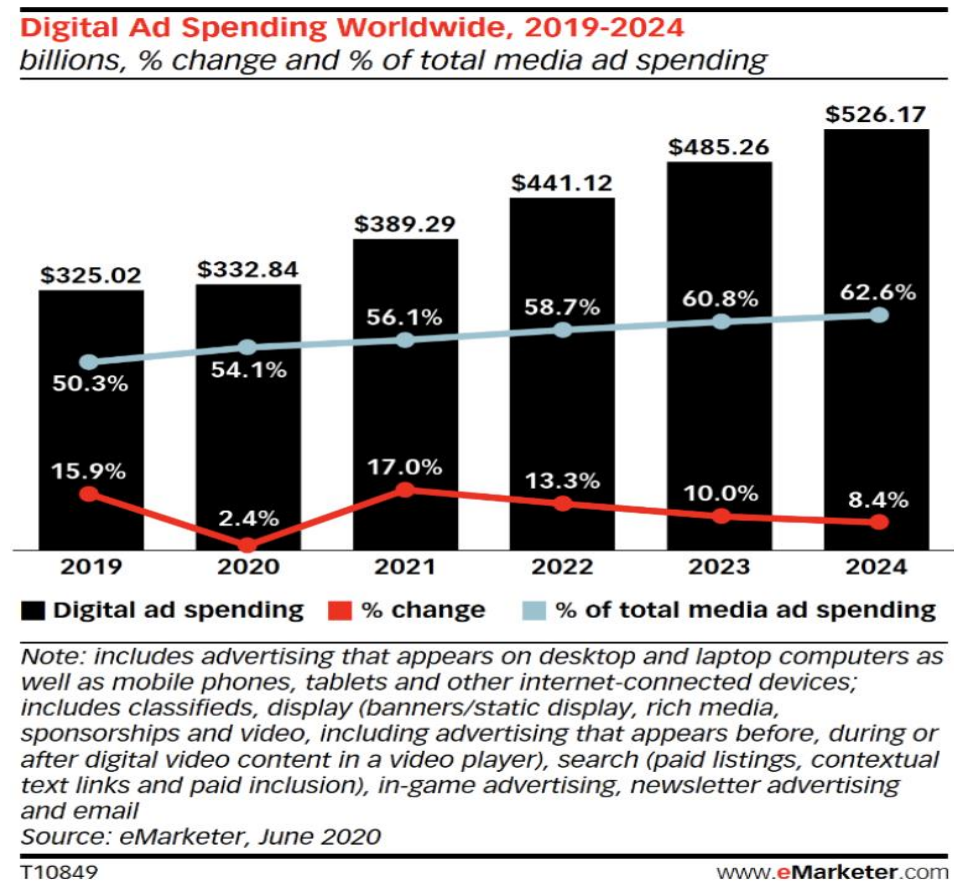 Digital Ad Spending Worldwide, 2019-2024
billions, % change and % of total media ad spending
$526.17
$485.26
$441.12
$389.29
$325.02
$332.84
62.6%
60.8%
58.7%
56.1%
54.1%
50.3%
15.9%
2.4%
17.0%
13.3%
10.0%
8.4%
2019 2020 2021 2022 2023 2024
Digital ad spending % change % of total media ad spending
Note: includes advertising that appears on desktop and laptop computers as
well as mobile phones, tablets and other internet-connected devices;
includes classifieds, display (banners/static display, rich media,
sponsorships and video, including advertising that appears before, during or
after digital video content in a video player), search (paid listings, contextual
text links and paid inclusion), in-game advertising, newsletter advertising
and email
Source: eMarketer, June 2020
T10849 www.eMarketer.com